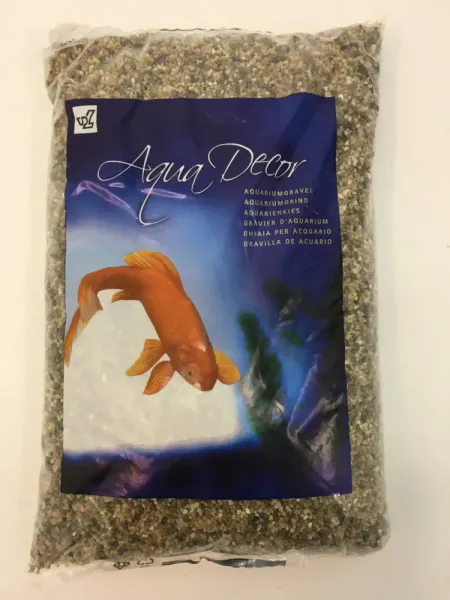 Aqua Decor
AQUARIUMGRAVEL
AQUARIUMGRIND
AQUARIENKIES
GRAVIER D'AQUARIUM
GHIAIA PER ACQUARIO
GRAVILLA DE ACUARIO